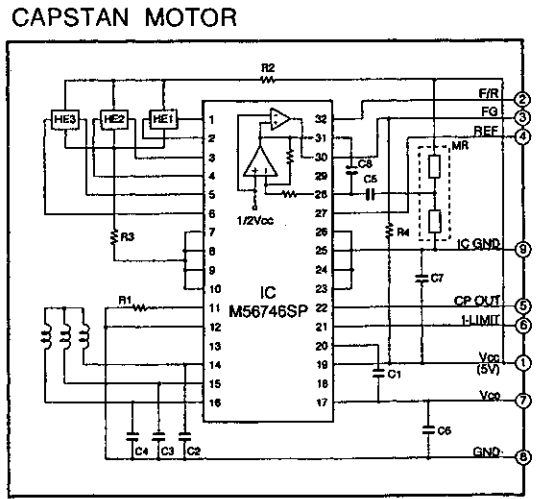 CAPSTAN MOTOR
R2
HE3 HE2 HE1
F/R 2
FG 3
REF 4
MR
1 32
2 31
3 30
4 29
5 28
6 27
7 26
8 25
9 24
10 23
11 22
12 21
13 20
14 19
15 18
16 17
1/2Vcc
C8
C5
R3
R4
IC GND 9
C7
IC
M56746SP
R1
CP OUT 5
1-LIMIT 6
Vcc 1
(5V)
C1
C4 C3 C2
C6
7
GND 8